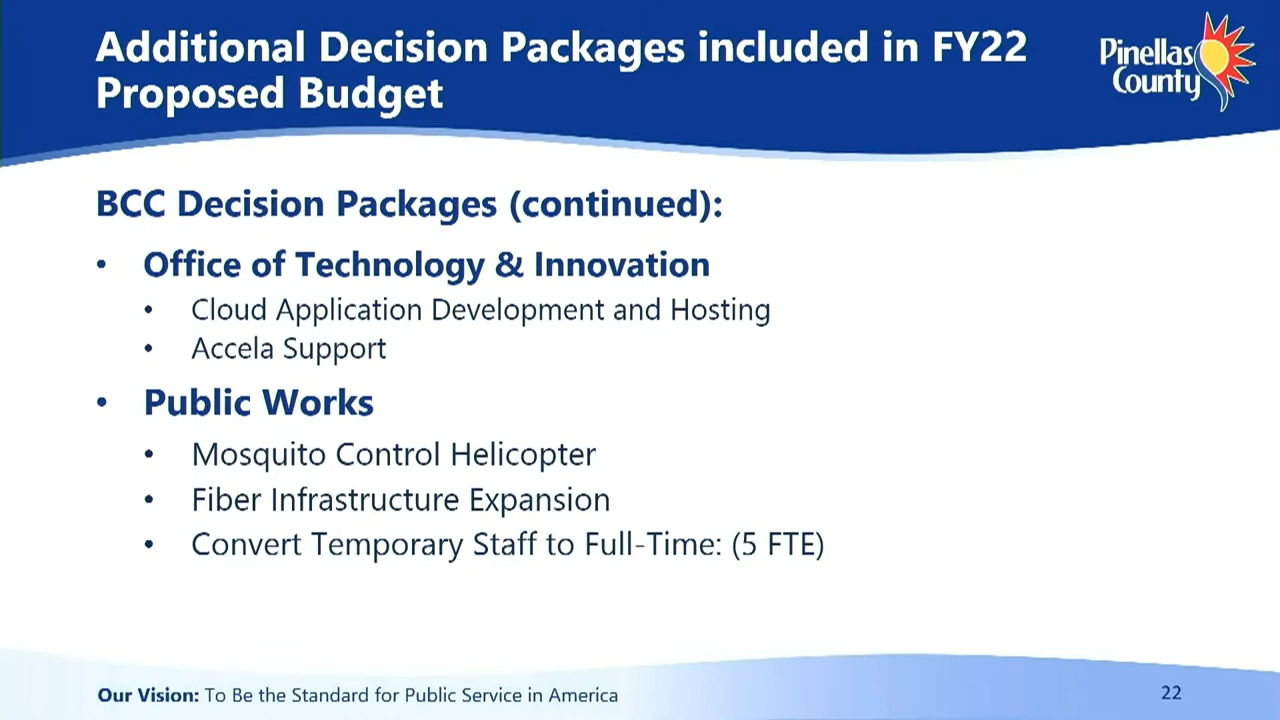 Additional Decision Packages included in FY22
Proposed Budget
Pinellas
County
BCC Decision Packages (continued):
• Office of Technology & Innovation
• Cloud Application Development and Hosting
• Accela Support
• Public Works
• Mosquito Control Helicopter
• Fiber Infrastructure Expansion
• Convert Temporary Staff to Full-Time: (5 FTE)
Our Vision: To Be the Standard for Public Service in America
22